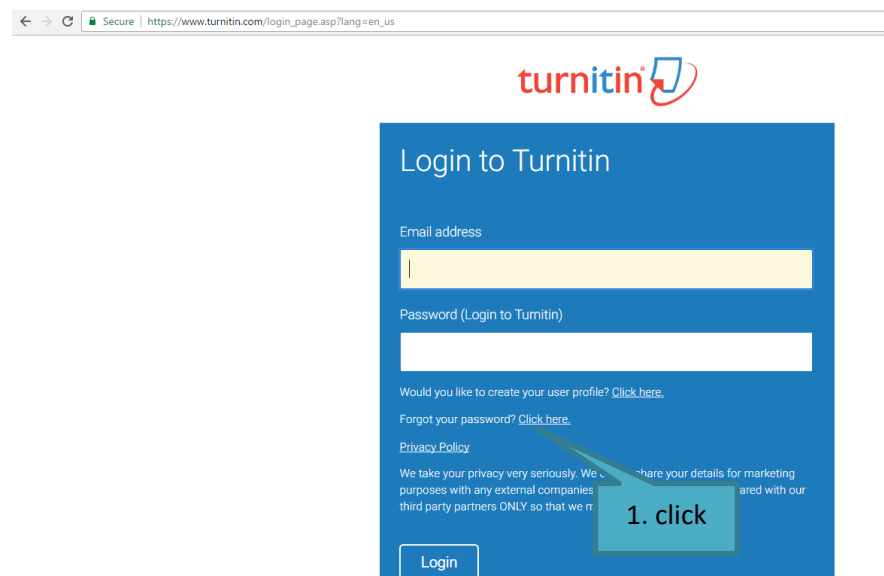 Secure | https://www.turnitin.com/login_page.asp?lang=en_us
turnitin
Login to Turnitin
Email address
Password (Login to Turnitin)
Would you like to create your user profile? Click here.
Forgot your password? Click here.
Privacy Policy
We take your privacy very seriously. We share your details for marketing
purposes with any external companies ared with our
third party partners ONLY so that we m
1. click
Login